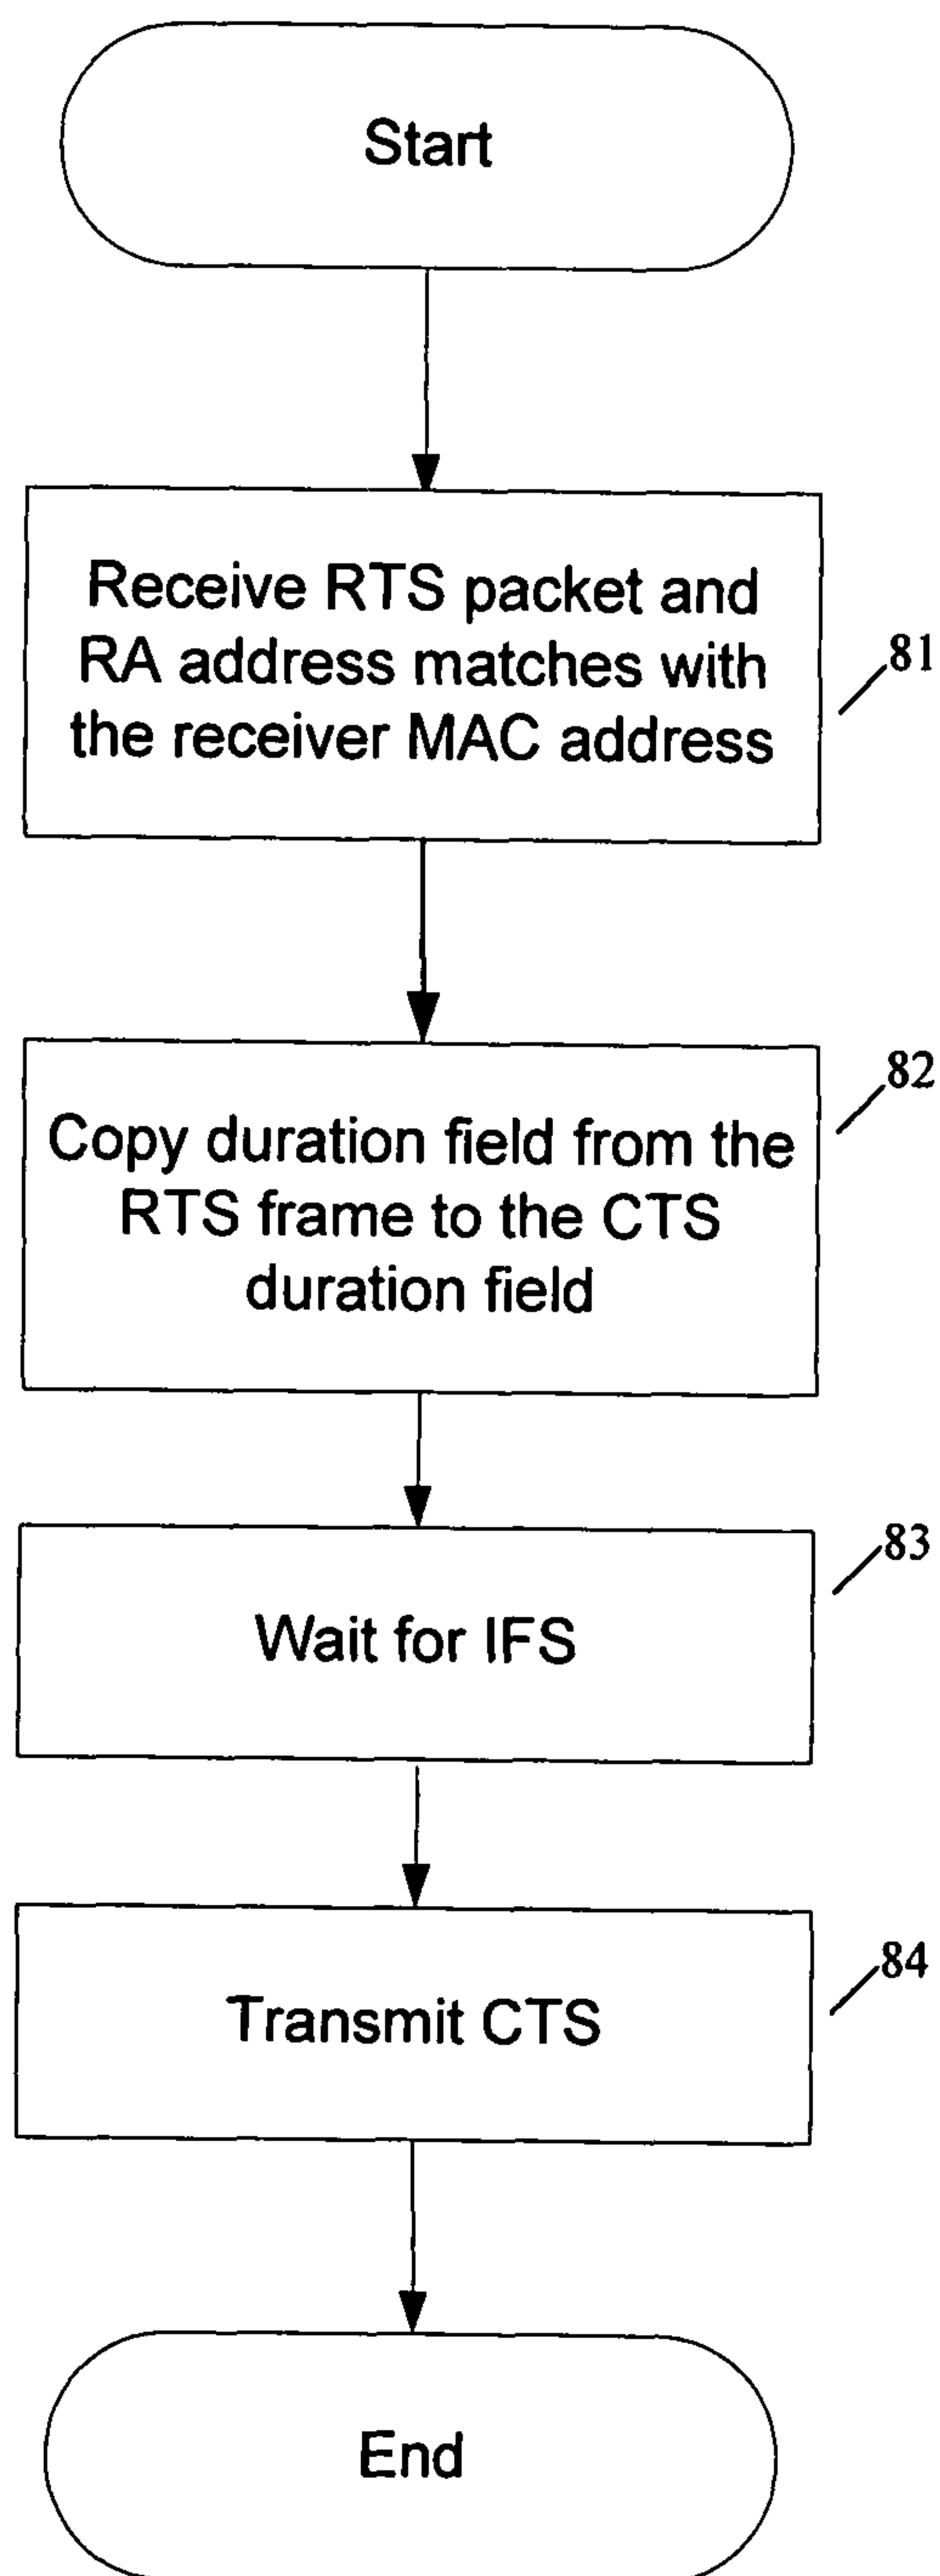 Start
Receive RTS packet and
RA address matches with
the receiver MAC address
81
Copy duration field from the
RTS frame to the CTS
duration field
82
Wait for IFS
83
Transmit CTS
84
End